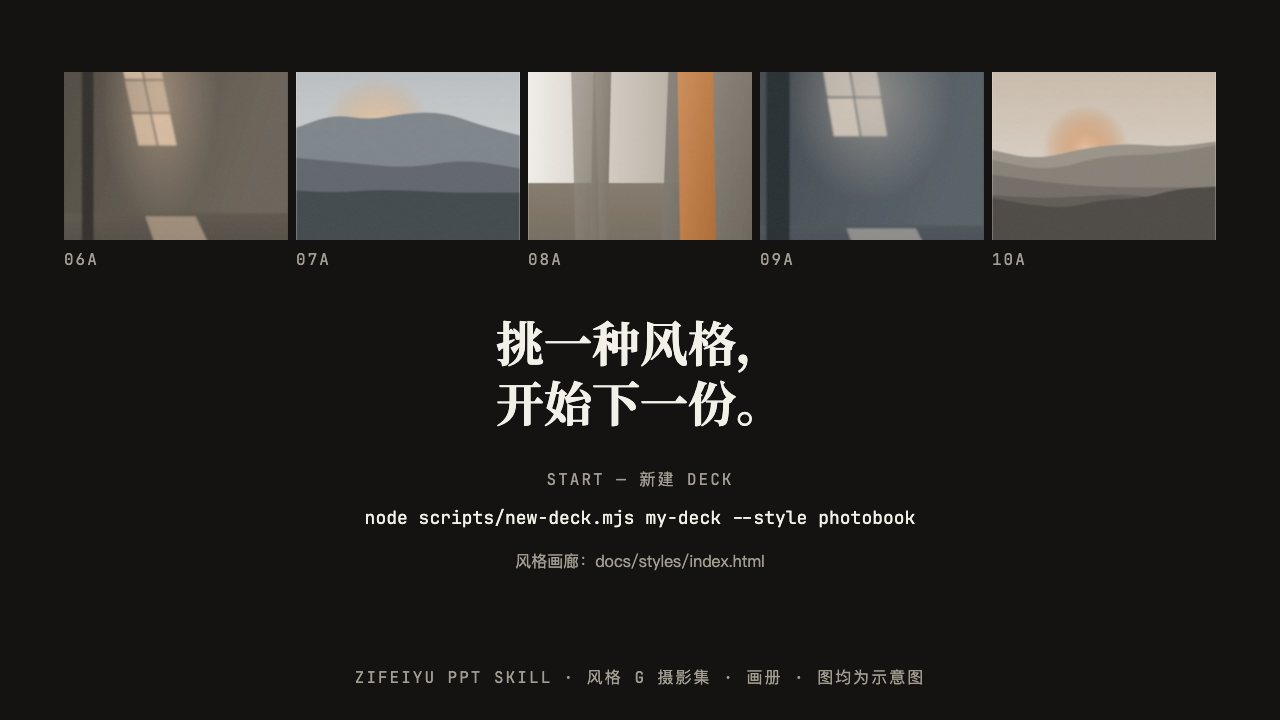 06A
07A
08A
09A
10A
挑一种风格，
开始下一份。
START — 新建 DECK
node scripts/new-deck.mjs my-deck --style photobook
风格画廊：docs/styles/index.html
ZIFEIYU PPT SKILL · 风格 G 摄影集 · 画册 · 图均为示意图